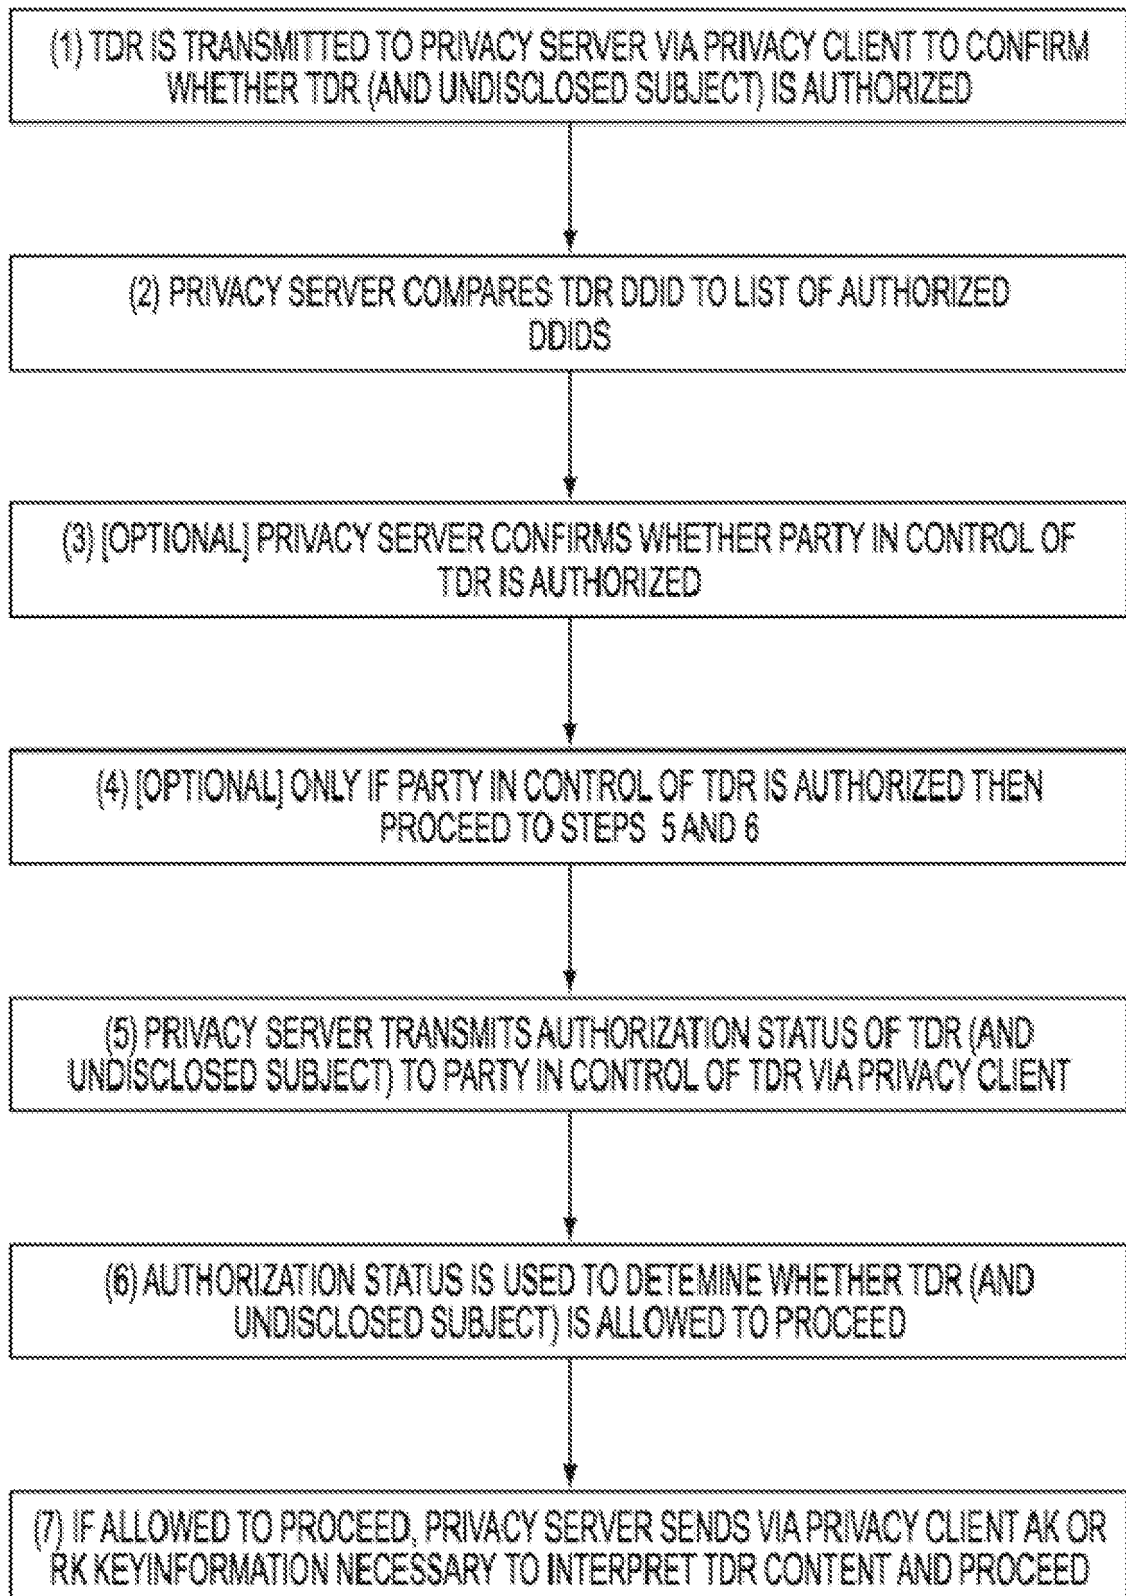 (1) TDR IS TRANSMITTED TO PRIVACY SERVER VIA PRIVACY CLIENT TO CONFIRM
WHETHER TDR (AND UNDISCLOSED SUBJECT) IS AUTHORIZED
(2) PRIVACY SERVER COMPARES TDR DDID TO LIST OF AUTHORIZED
DDIDS
(3) [OPTIONAL] PRIVACY SERVER CONFIRMS WHETHER PARTY IN CONTROL OF
TDR IS AUTHORIZED
(4) [OPTIONAL] ONLY IF PARTY IN CONTROL OF TDR IS AUTHORIZED THEN
PROCEED TO STEPS 5 AND 6
(5) PRIVACY SERVER TRANSMITS AUTHORIZATION STATUS OF TDR (AND
UNDISCLOSED SUBJECT) TO PARTY IN CONTROL OF TDR VIA PRIVACY CLIENT
(6) AUTHORIZATION STATUS IS USED TO DETEMINE WHETHER TDR (AND
UNDISCLOSED SUBJECT) IS ALLOWED TO PROCEED
(7) IF ALLOWED TO PROCEED, PRIVACY SERVER SENDS VIA PRIVACY CLIENT AK OR
RK KEYINFORMATION NECESSARY TO INTERPRET TDR CONTENT AND PROCEED